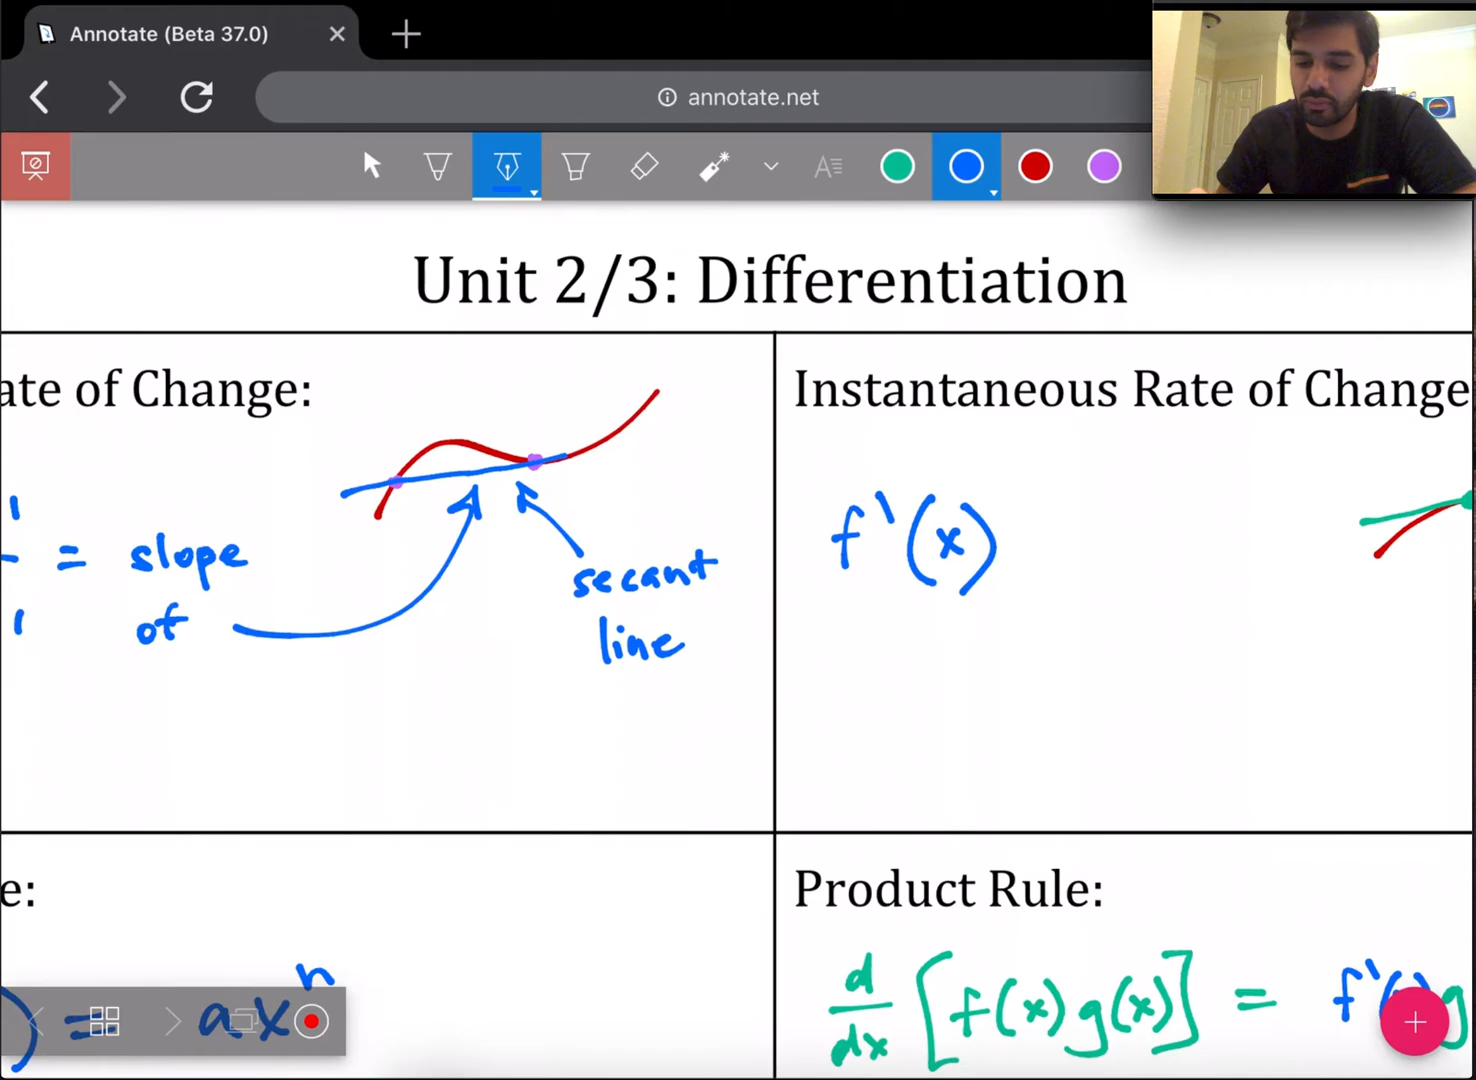 Annotate (Beta 37.0)
annotate.net
Unit 2/3: Differentiation
ate of Change:
= slope
of
secant
line
Instantaneous Rate of Change
f'(x)
e:
) = ax^n
Product Rule:
d/dx [f(x)g(x)] = f'( g